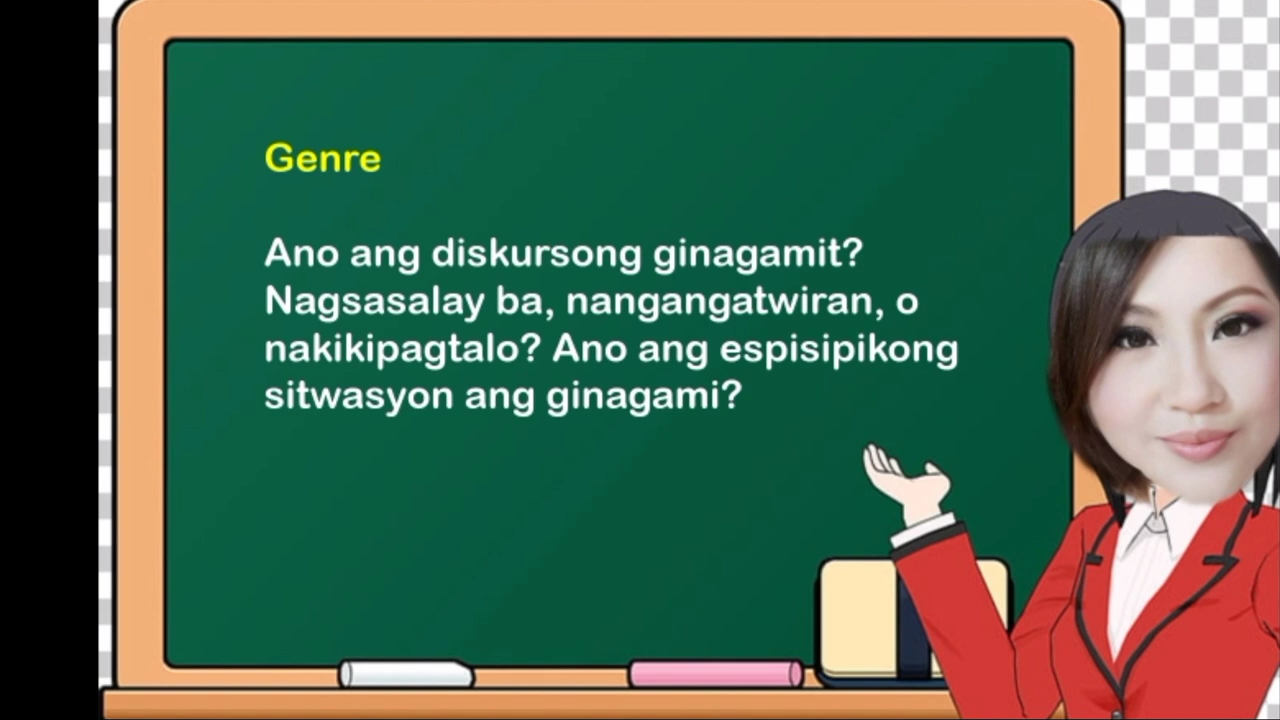 Genre
Ano ang diskursong ginagamit?
Nagsasalay ba, nangangatwiran, o
nakikipagtalo? Ano ang espisipikong
sitwasyon ang ginagami?